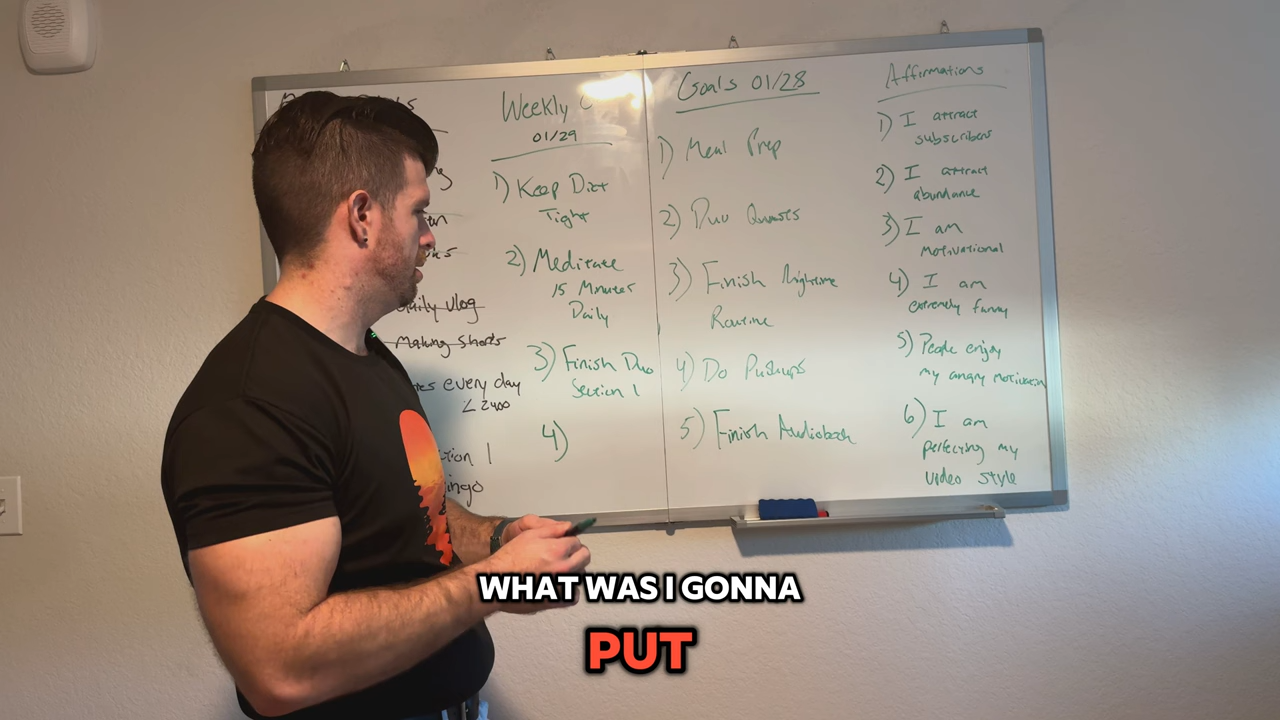 Weekly
01/29
1) Keep Diet
Tight
2) Meditate
15 Minutes
Daily
3) Finish Duo
Section 1
4)
Daily Vlog
Making Shorts
every day
∠ 2400
1
Goals 01/28
1) Meal Prep
2) Duo Quests
3) Finish Nightime
Routine
4) Do Pushups
5) Finish Audiobook
Affirmations
1) I attract
subscribers
2) I attract
abundance
3) I am
Motivational
4) I am
extremely funny
5) People enjoy
my angry motivation
6) I am
perfecting my
video style
WHAT WAS I GONNA
PUT